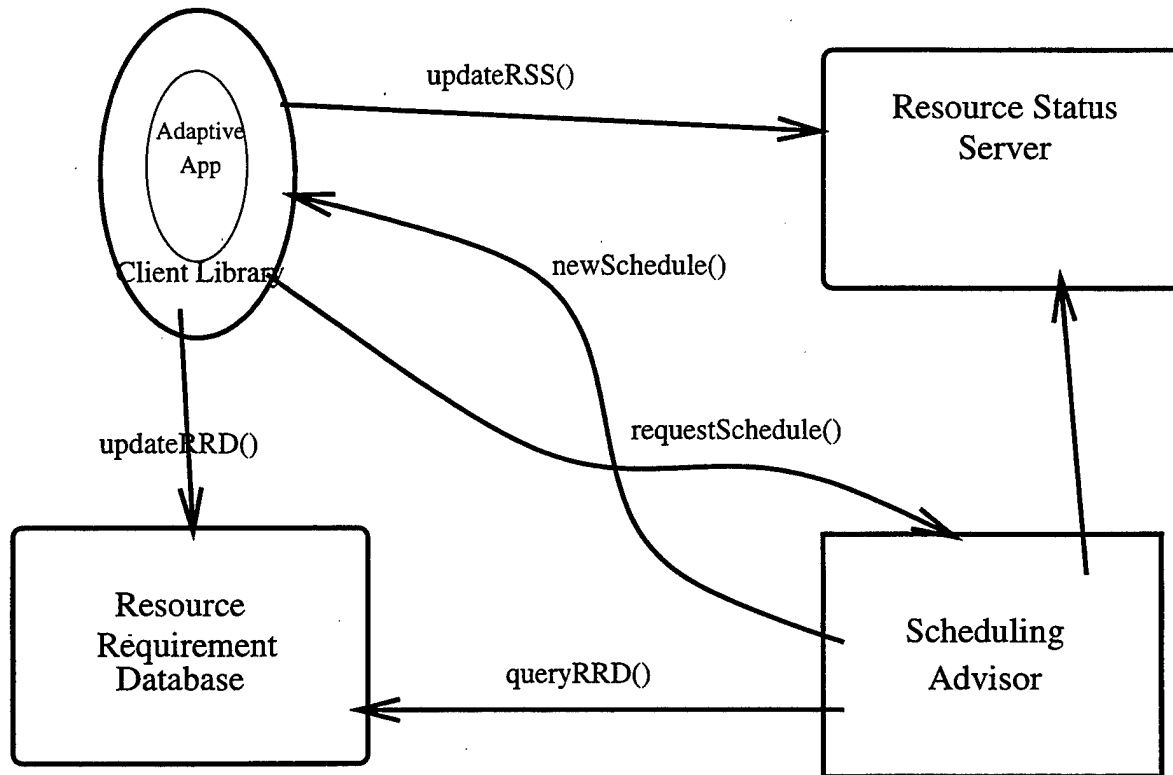 updateRSS()
Resource Status
Server
Adaptive
App
Client Library
newSchedule()
updateRRD()
requestSchedule()
Resource
Requirement
Database
queryRRD()
Scheduling
Advisor